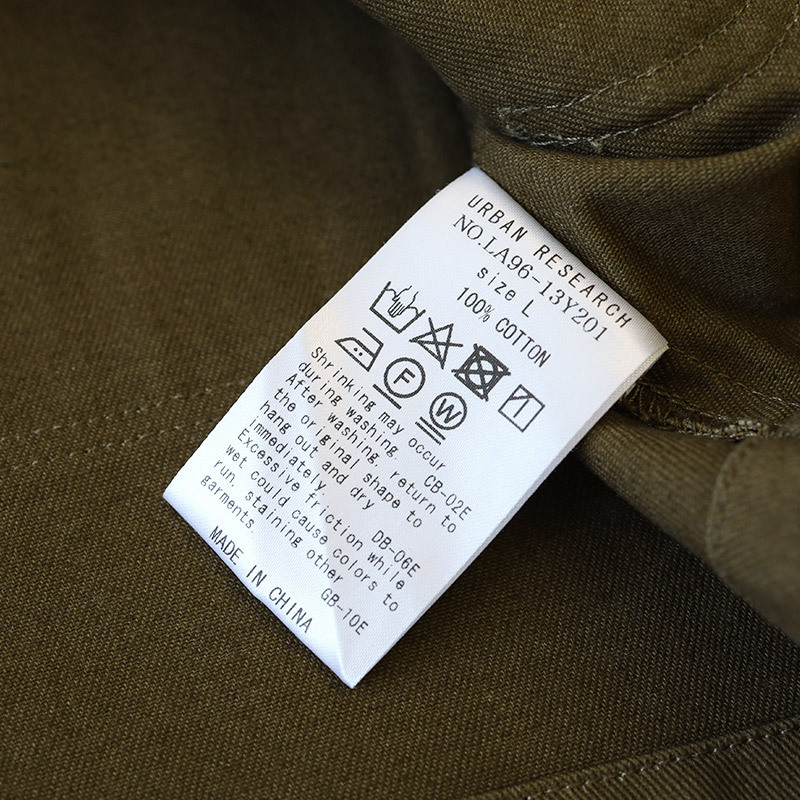 URBAN RESEARCH
NO.LA96-13Y201
size L
100% COTTON
F
W
Shrinking may occur
during washing.
CB-02E
After washing, return to
the original shape to
hang out and dry
immediately.
DB-06E
Excessive friction while
wet could cause colors to
run, staining other
garments.
GB-10E
MADE IN CHINA